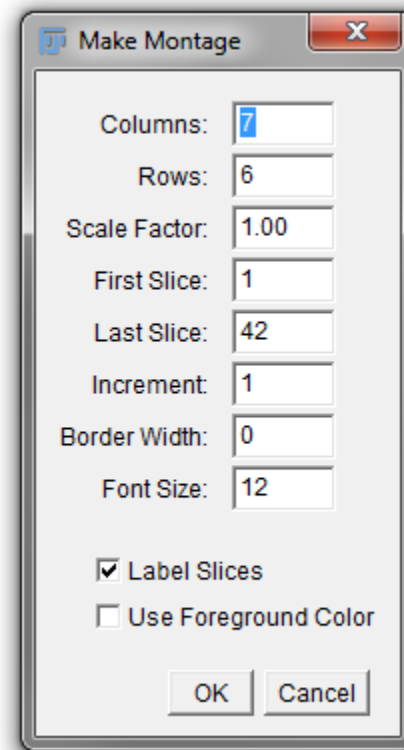 Make Montage
Columns: 7
Rows: 6
Scale Factor: 1.00
First Slice: 1
Last Slice: 42
Increment: 1
Border Width: 0
Font Size: 12
Label Slices
Use Foreground Color
OK Cancel